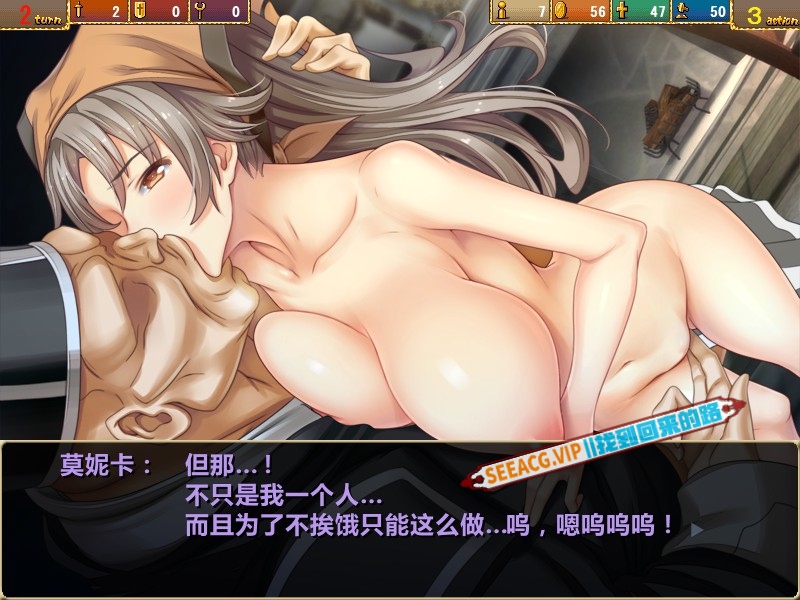 2 turn 2 0 0 7 56 47 50 3 action
莫妮卡： 但那…！
不只是我一个人…
而且为了不挨饿只能这么做…呜，嗯呜呜呜！
SEEACG.VIP||找到回来的路